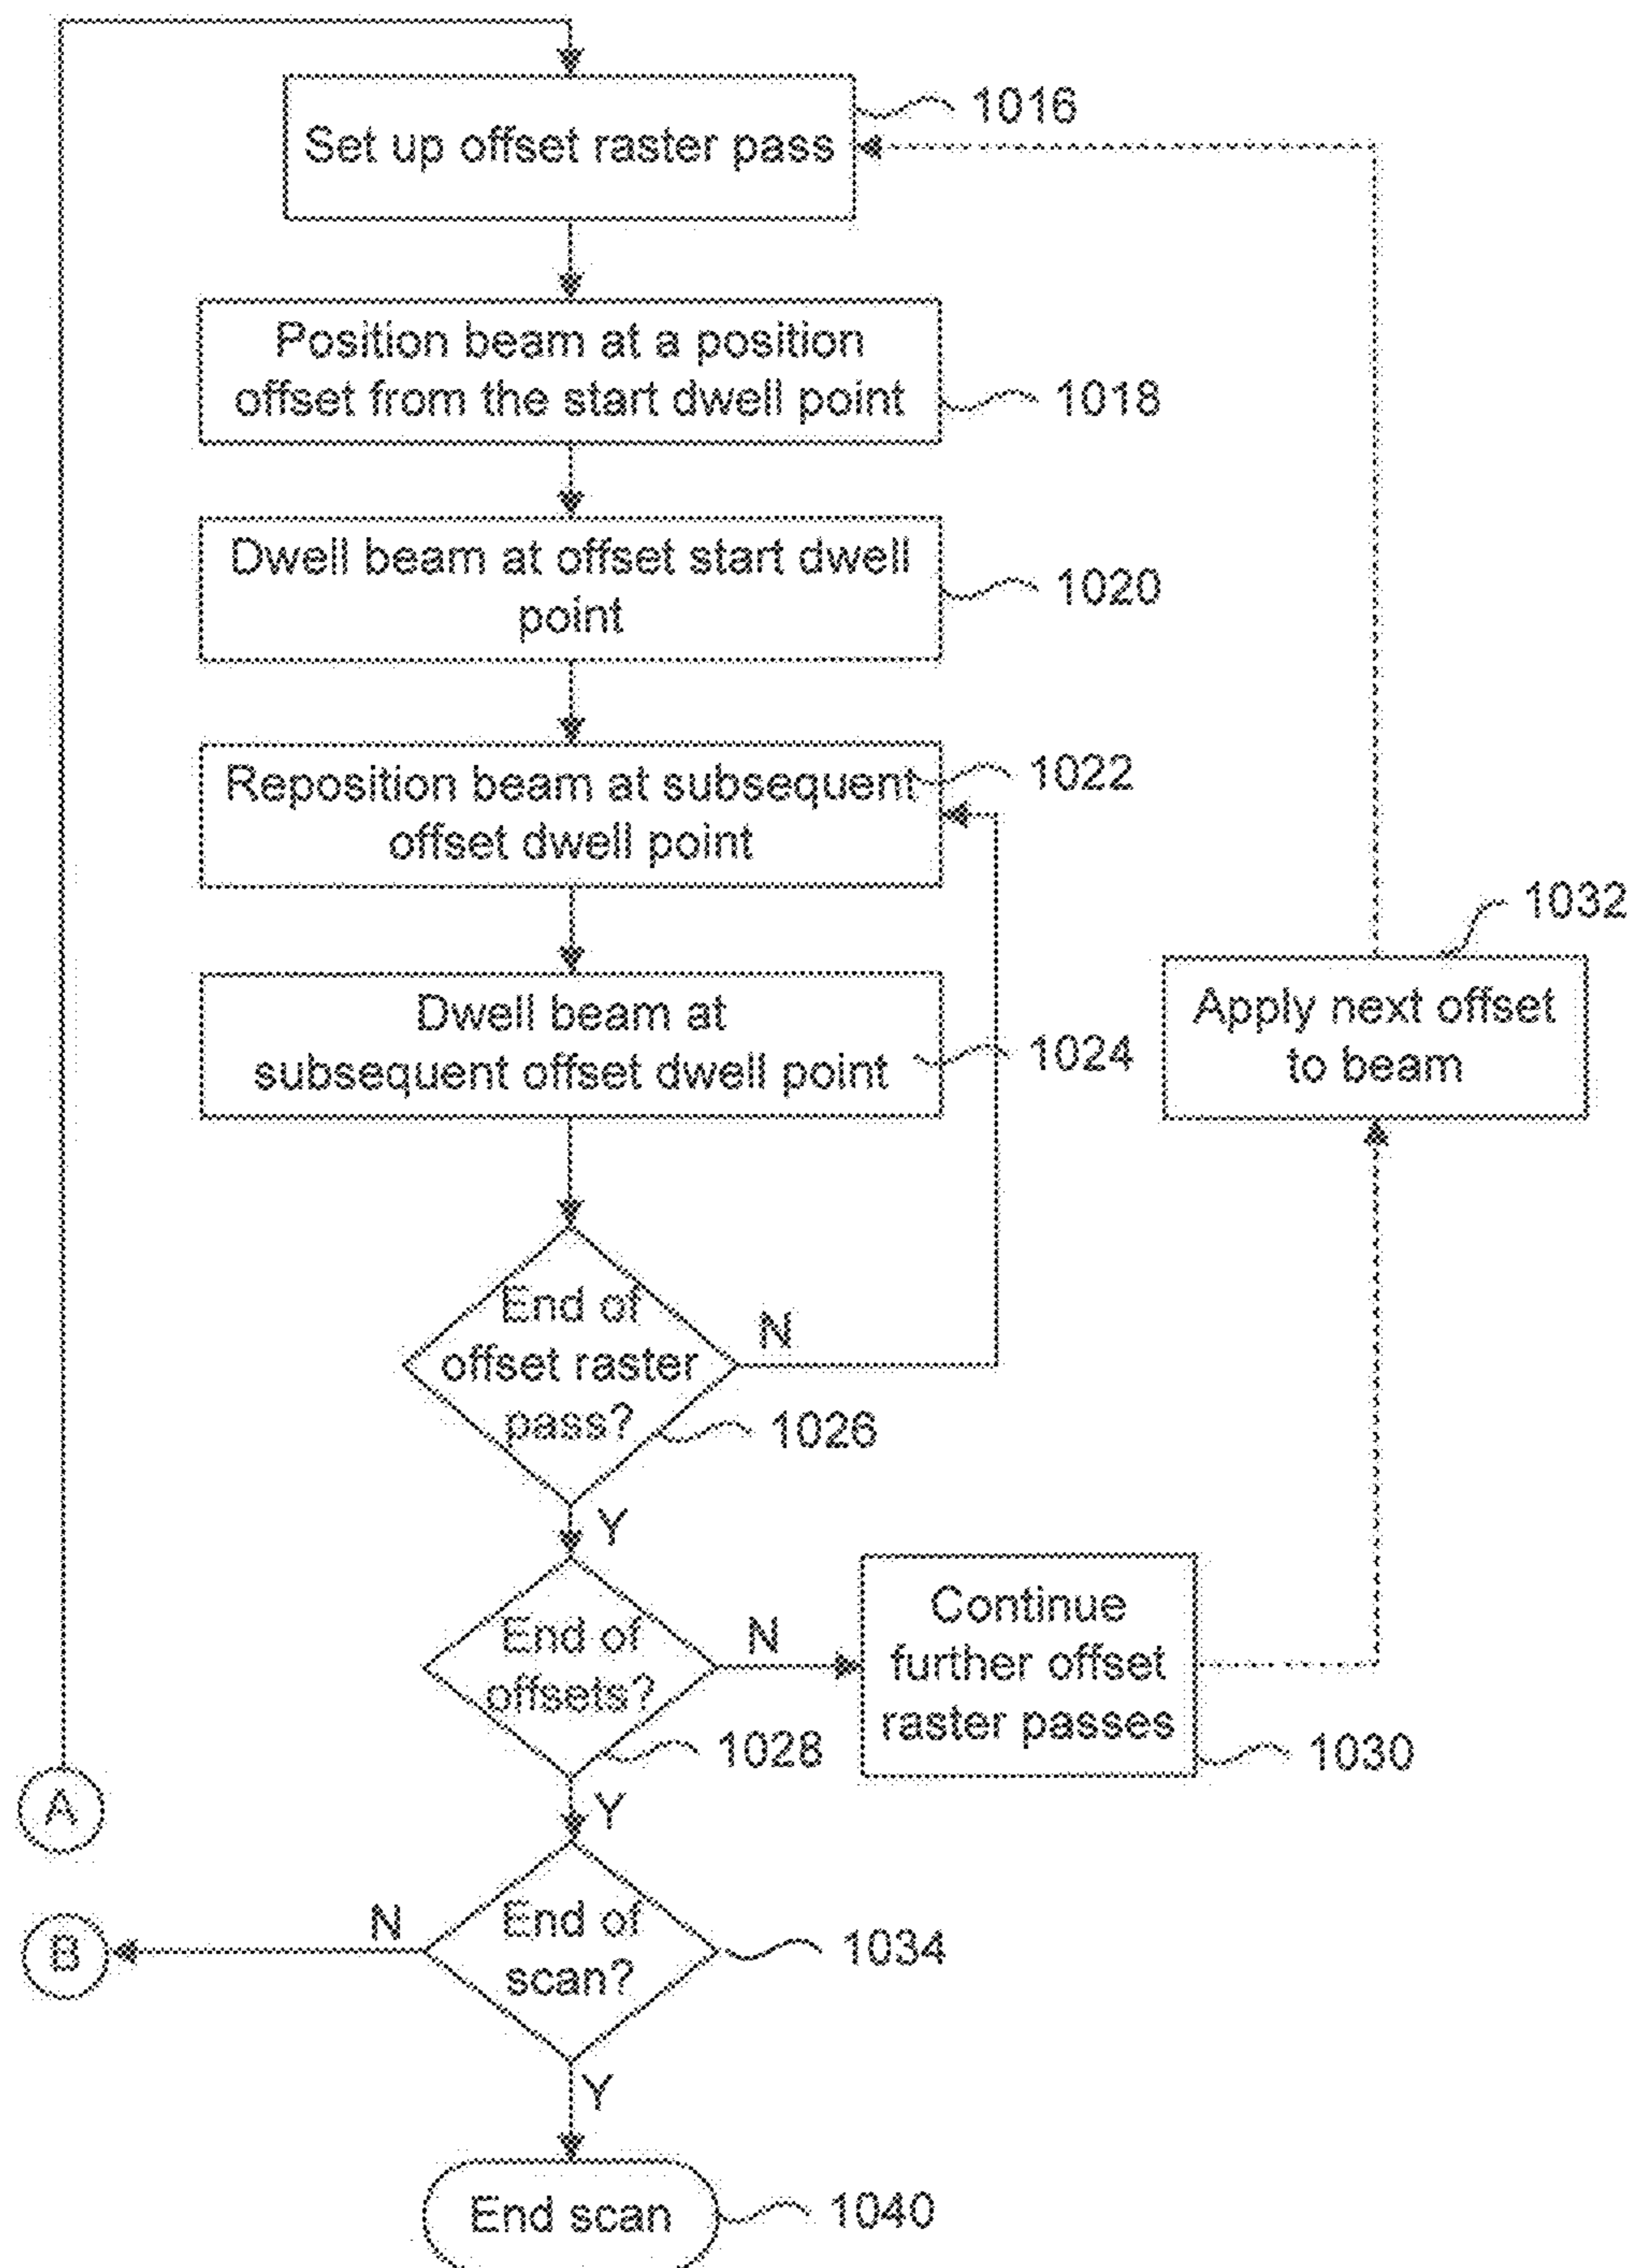 1016
Set up offset raster pass
Position beam at a position
offset from the start dwell point
1018
Dwell beam at offset start dwell
point
1020
Reposition beam at subsequent
offset dwell point
1022
Dwell beam at
subsequent offset dwell point
1024
1032
Apply next offset
to beam
End of
offset raster
pass?
N
1026
Y
End of
offsets?
N
1028
Continue
further offset
raster passes
1030
Y
A
End of
scan?
N
B
1034
Y
End scan
1040